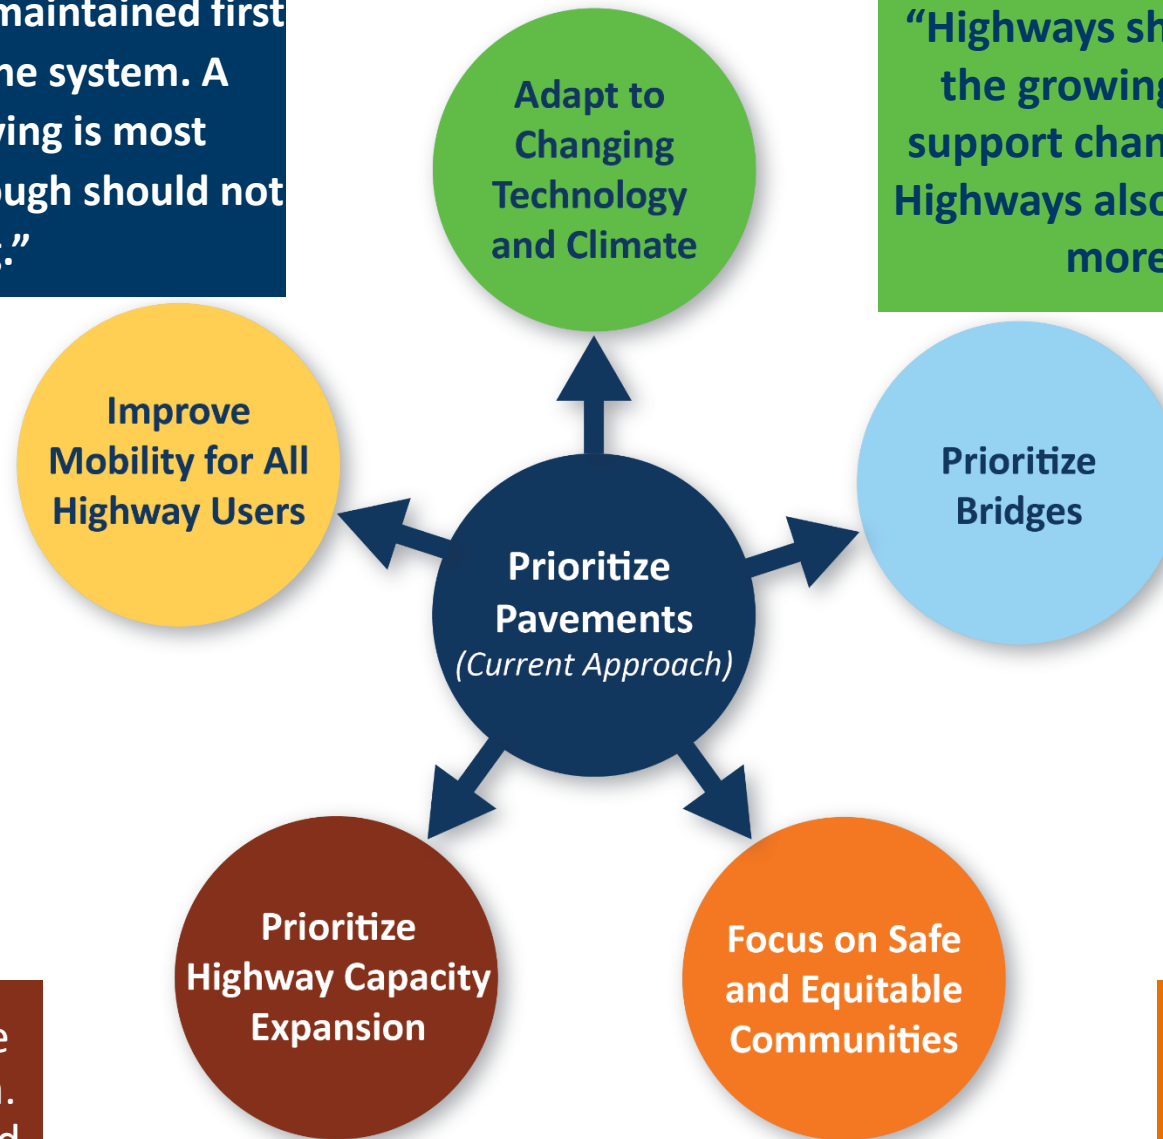 maintained first
he system. A
ving is most
ough should not
.”
Adapt to
Changing
Technology
and Climate
“Highways sh
the growing
support chan
Highways also
more
Improve
Mobility for All
Highway Users
Prioritize
Bridges
Prioritize
Pavements
(Current Approach)
Prioritize
Highway Capacity
Expansion
Focus on Safe
and Equitable
Communities
e
.
d